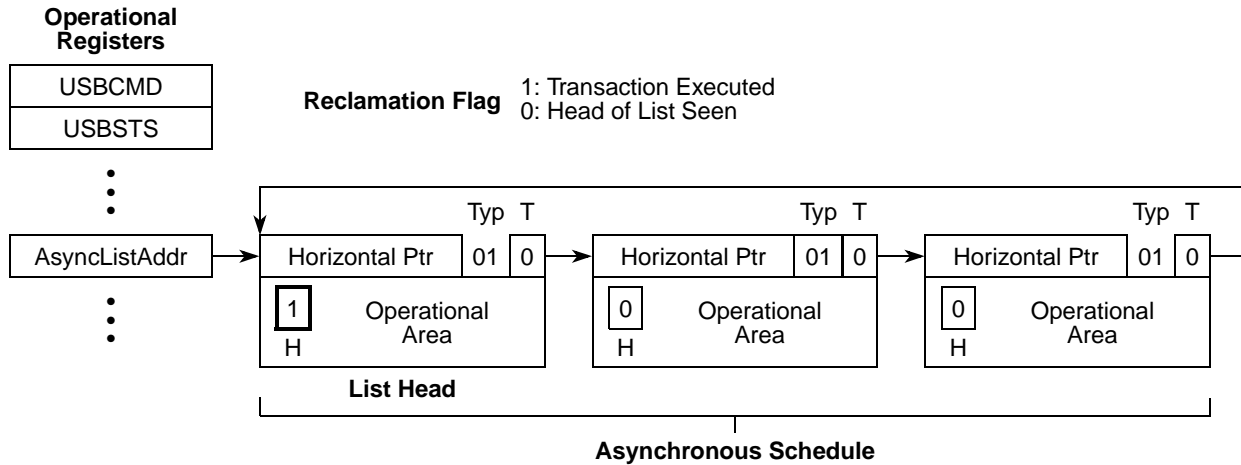 Operational
Registers
USBCMD
USBSTS
Reclamation Flag
1: Transaction Executed
0: Head of List Seen
AsyncListAddr
Typ T
Horizontal Ptr 01 0
1
H
Operational
Area
List Head
Typ T
Horizontal Ptr 01 0
0
H
Operational
Area
Typ T
Horizontal Ptr 01 0
0
H
Operational
Area
Asynchronous Schedule